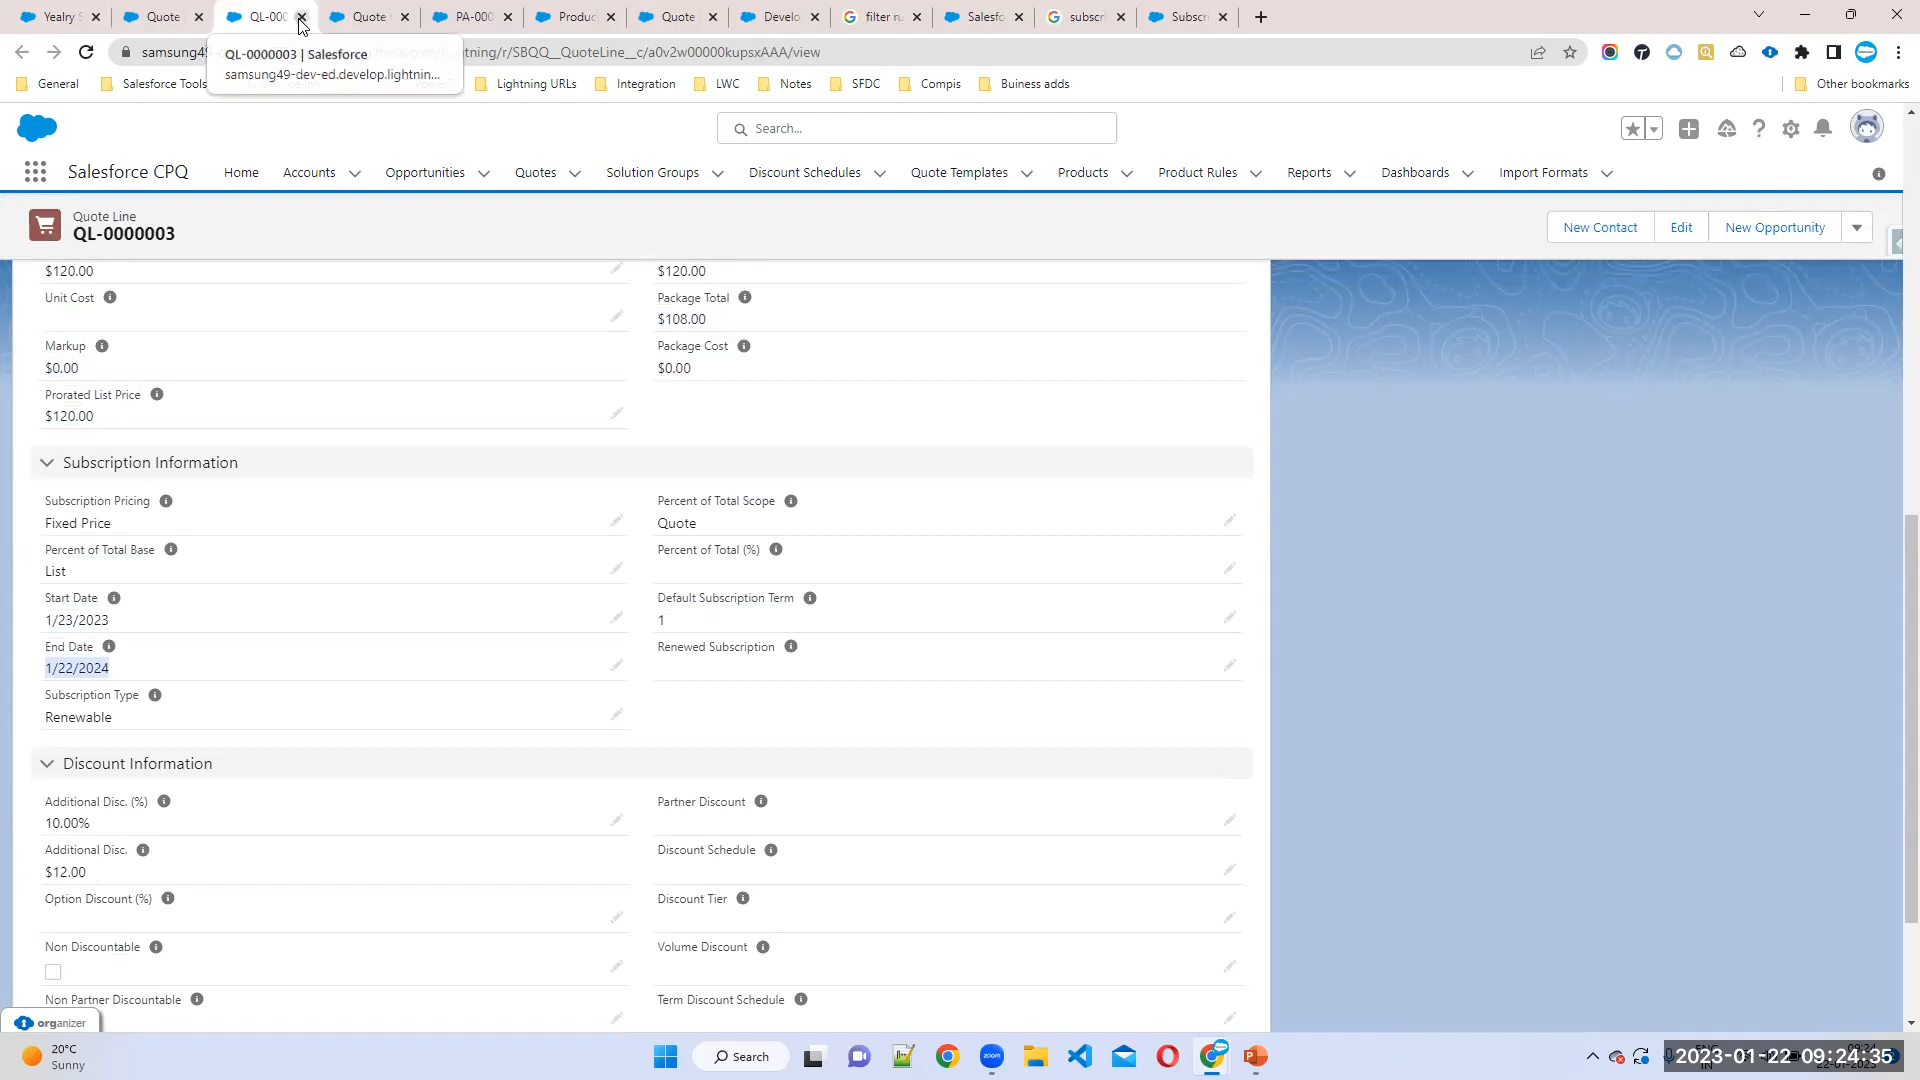 Yealry S
Quote
QL-000
Quote
PA-000
Produc
Quote
Develo
filter ru
Salesfo
subscri
Subscri
samsung49
ntning/r/SBQQ__QuoteLine__c/a0v2w00000kupsxAAA/view
QL-0000003 | Salesforce
samsung49-dev-ed.develop.lightnin...
General
Salesforce Tools
Lightning URLs
Integration
LWC
Notes
SFDC
Compis
Buiness adds
Other bookmarks
Search...
Salesforce CPQ
Home
Accounts
Opportunities
Quotes
Solution Groups
Discount Schedules
Quote Templates
Products
Product Rules
Reports
Dashboards
Import Formats
Quote Line
QL-0000003
New Contact
Edit
New Opportunity
$120.00
$120.00
Unit Cost
Package Total
$108.00
Markup
$0.00
Package Cost
$0.00
Prorated List Price
$120.00
Subscription Information
Subscription Pricing
Fixed Price
Percent of Total Scope
Quote
Percent of Total Base
List
Percent of Total (%)
Start Date
1/23/2023
Default Subscription Term
1
End Date
1/22/2024
Renewed Subscription
Subscription Type
Renewable
Discount Information
Additional Disc. (%)
10.00%
Partner Discount
Additional Disc.
$12.00
Discount Schedule
Option Discount (%)
Discount Tier
Non Discountable
Volume Discount
Non Partner Discountable
Term Discount Schedule
organizer
20°C
Sunny
Search
zoom
2023-01-22 09:24:35